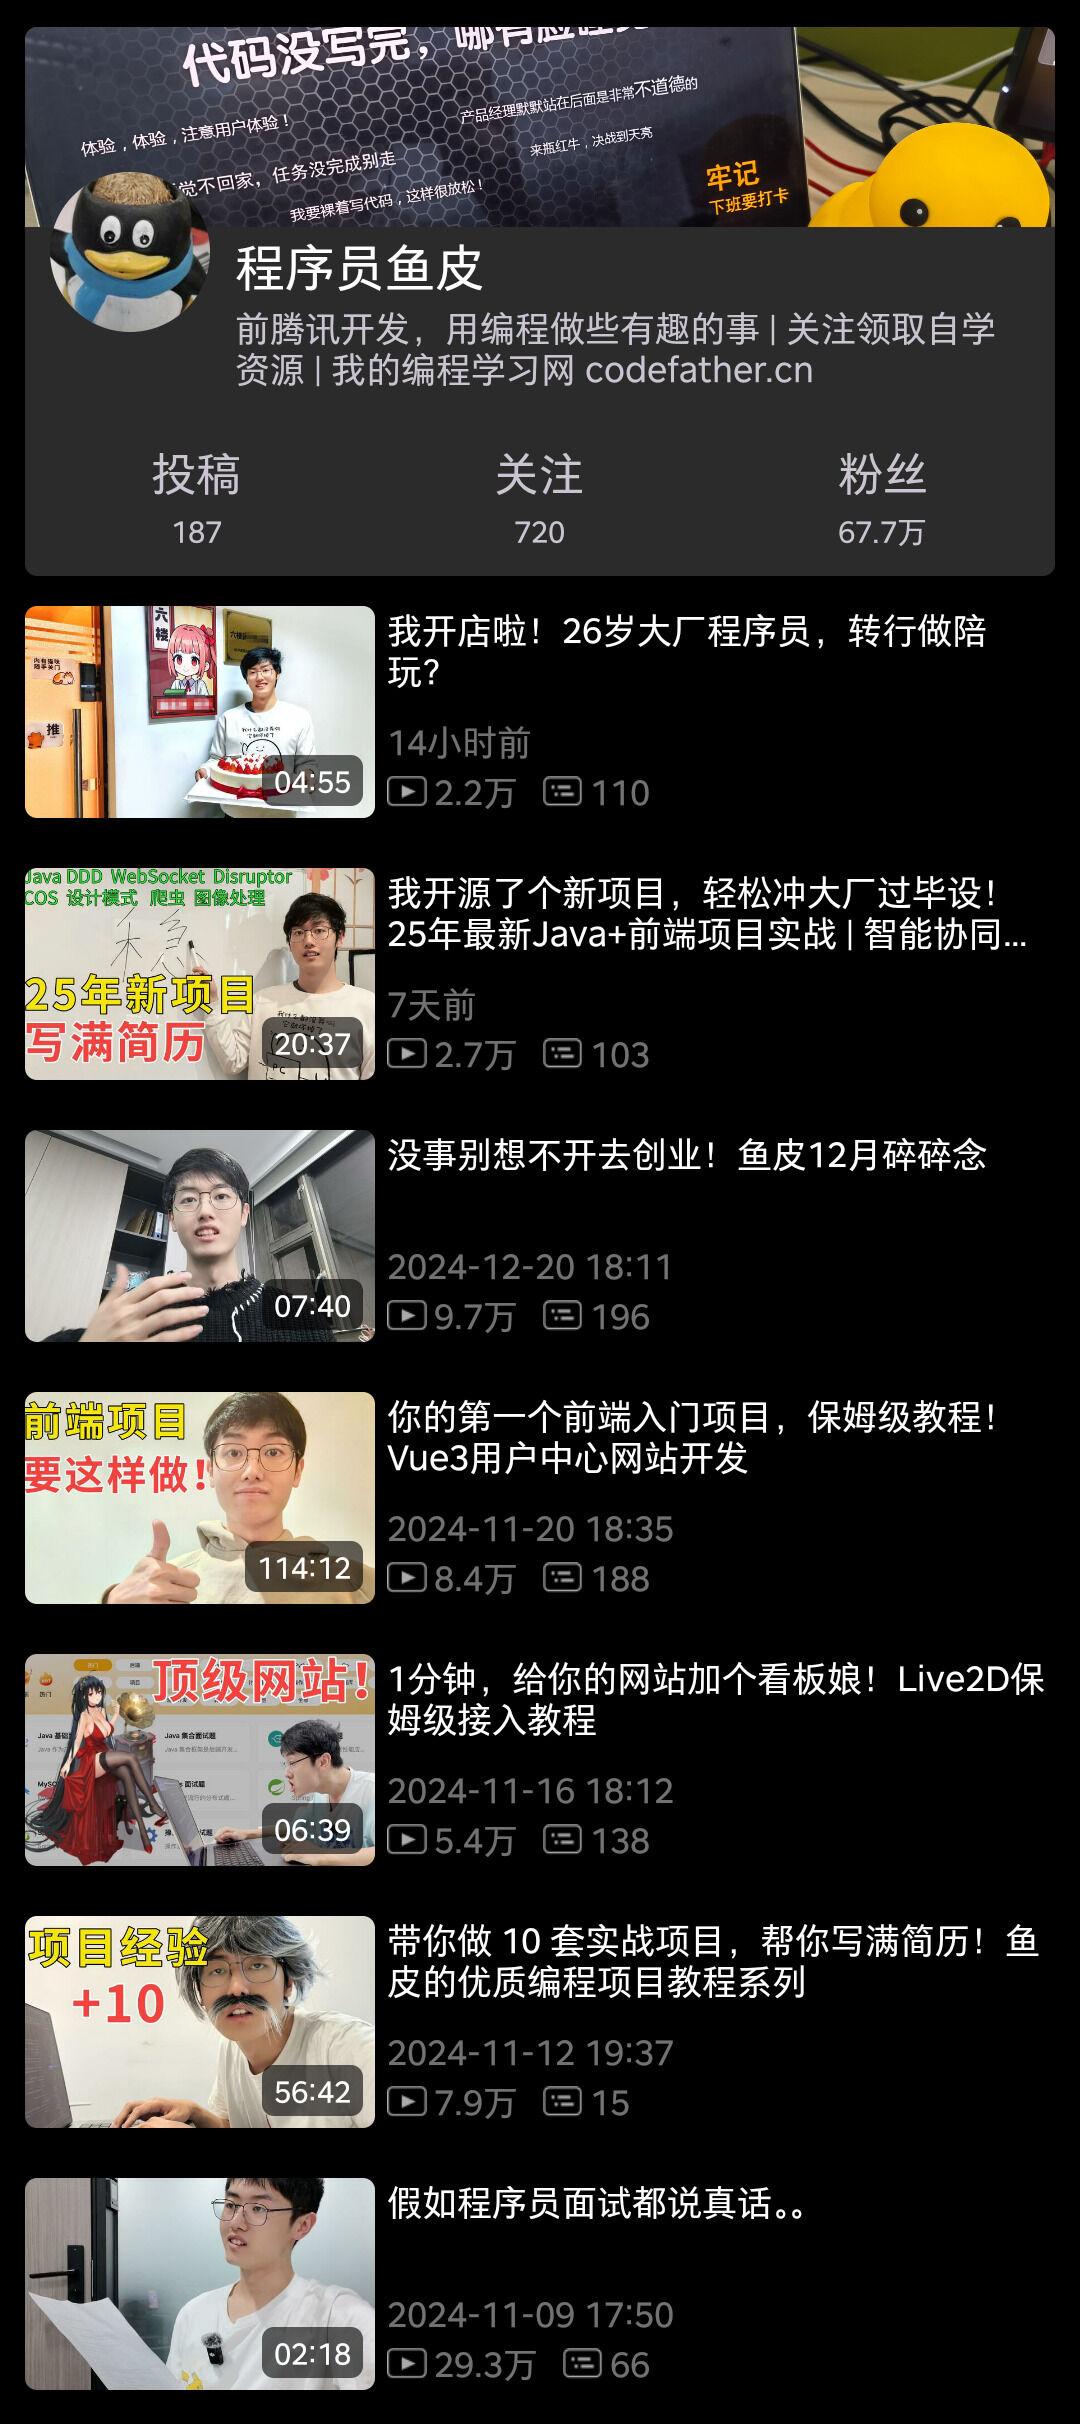 代码没写完，哪有脸睡觉
体验，体验，注意用户体验！
产品经理默默站在后面是非常不道德的
来瓶红牛，决战到天亮
觉不回家，任务没完成别走
我要裸着写代码，这样很放松！
牢记
下班要打卡
程序员鱼皮
前腾讯开发，用编程做些有趣的事 | 关注领取自学
资源 | 我的编程学习网 codefather.cn
投稿 关注 粉丝
187 720 67.7万
六楼
推
04:55
我开店啦！26岁大厂程序员，转行做陪
玩？
14小时前
2.2万 110
Java DDD WebSocket Disruptor
COS 设计模式 爬虫 图像处理
稳
25年新项目
写满简历
20:37
我开源了个新项目，轻松冲大厂过毕设！
25年最新Java+前端项目实战 | 智能协同...
7天前
2.7万 103
07:40
没事别想不开去创业！鱼皮12月碎碎念
2024-12-20 18:11
9.7万 196
前端项目
要这样做！
114:12
你的第一个前端入门项目，保姆级教程！
Vue3用户中心网站开发
2024-11-20 18:35
8.4万 188
顶级网站！
Java 集合面试题
06:39
1分钟，给你的网站加个看板娘！Live2D保
姆级接入教程
2024-11-16 18:12
5.4万 138
项目经验
+10
56:42
带你做 10 套实战项目，帮你写满简历！鱼
皮的优质编程项目教程系列
2024-11-12 19:37
7.9万 15
02:18
假如程序员面试都说真话。。
2024-11-09 17:50
29.3万 66